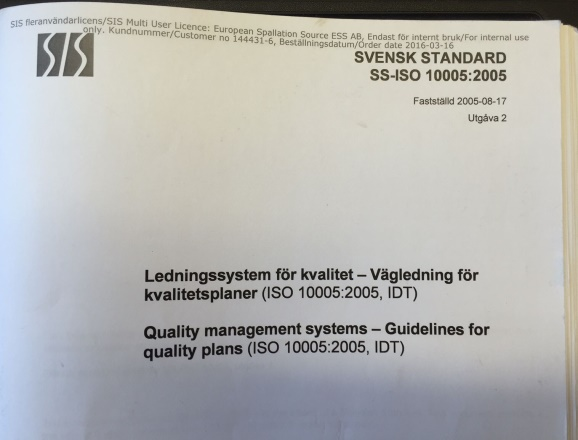 SIS fleranvändarlicens/SIS Multi User Licence: European Spallation Source ESS AB, Endast för internt bruk/For internal use
only. Kundnummer/Customer no 144431-6, Beställningsdatum/Order date 2016-03-16
SIS
SVENSK STANDARD
SS-ISO 10005:2005
Fastställd 2005-08-17
Utgåva 2
Ledningssystem för kvalitet – Vägledning för
kvalitetsplaner (ISO 10005:2005, IDT)
Quality management systems – Guidelines for
quality plans (ISO 10005:2005, IDT)